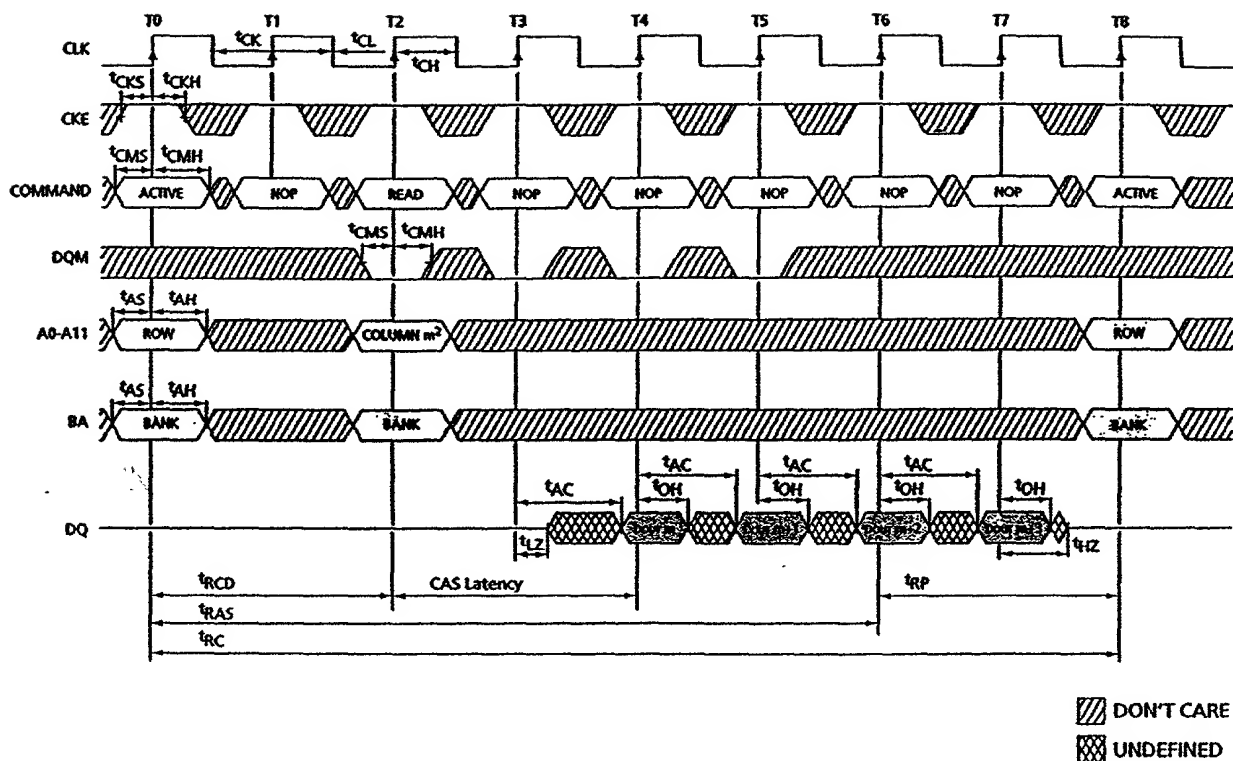 T0 T1 T2 T3 T4 T5 T6 T7 T8
CLK
tCK tCL tCH
tCKS tCKH
CKE
tCMS tCMH
COMMAND ACTIVE NOP READ NOP NOP NOP NOP NOP ACTIVE
tCMS tCMH
DQM
tAS tAH
A0-A11 ROW COLUMN m² ROW
tAS tAH
BA BANK BANK BANK
tAC tAC tAC tAC
tOH tOH tOH tOH
DQ
tLZ tHZ
tRCD CAS Latency tRP
tRAS
tRC
DON'T CARE
UNDEFINED